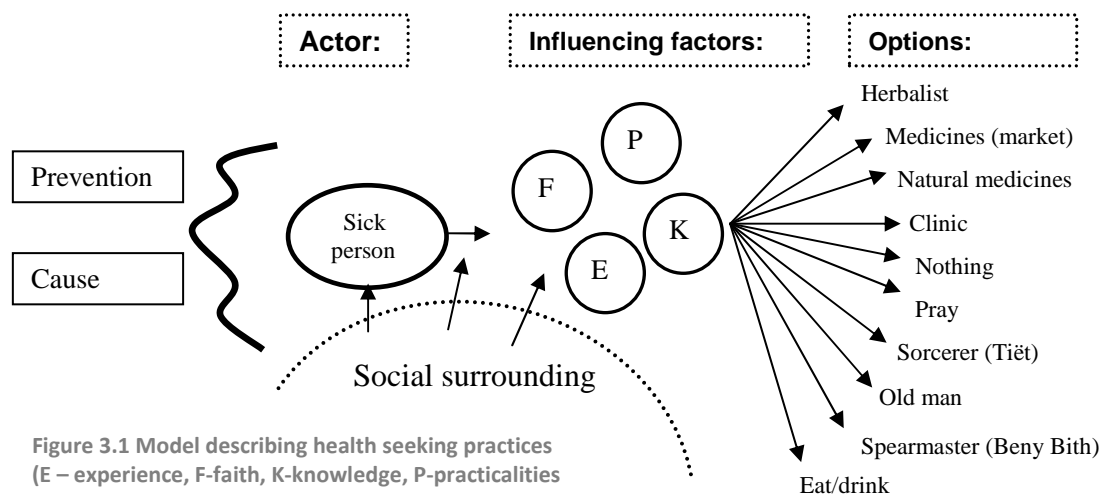 Actor:
Influencing factors:
Options:
Prevention
Cause
Sick
person
F
P
E
K
Social surrounding
Herbalist
Medicines (market)
Natural medicines
Clinic
Nothing
Pray
Sorcerer (Tiët)
Old man
Spearmaster (Beny Bith)
Eat/drink
Figure 3.1 Model describing health seeking practices
(E – experience, F-faith, K-knowledge, P-practicalities